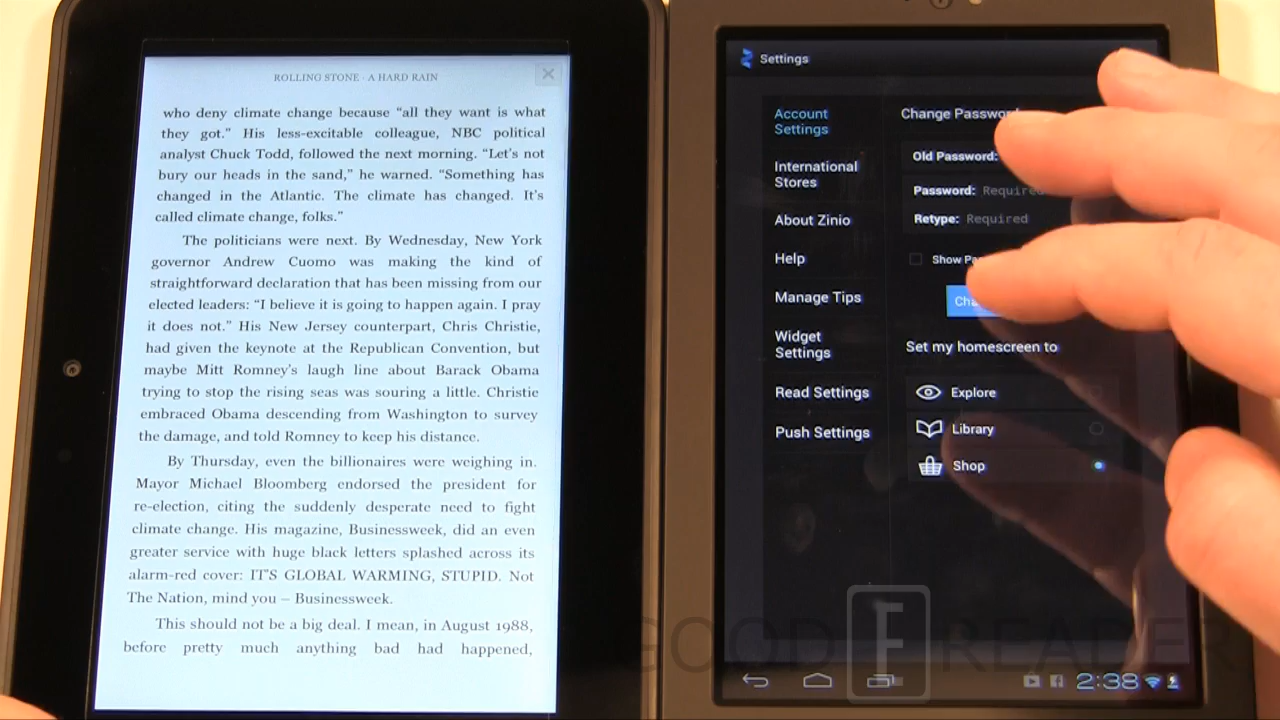 ROLLING STONE · A HARD RAIN
who deny climate change because “all they want is what
they got.” His less-excitable colleague, NBC political
analyst Chuck Todd, followed the next morning. “Let’s not
bury our heads in the sand,” he warned. “Something has
changed in the Atlantic. The climate has changed. It’s
called climate change, folks.”
The politicians were next. By Wednesday, New York
governor Andrew Cuomo was making the kind of
straightforward declaration that has been missing from our
elected leaders: “I believe it is going to happen again. I pray
it does not.” His New Jersey counterpart, Chris Christie,
had given the keynote at the Republican Convention, but
maybe Mitt Romney’s laugh line about Barack Obama
trying to stop the rising seas was souring a little. Christie
embraced Obama descending from Washington to survey
the damage, and told Romney to keep his distance.
By Thursday, even the billionaires were weighing in.
Mayor Michael Bloomberg endorsed the president for
re-election, citing the suddenly desperate need to fight
climate change. His magazine, Businessweek, did an even
greater service with huge black letters splashed across its
alarm-red cover: IT’S GLOBAL WARMING, STUPID. Not
The Nation, mind you – Businessweek.
This should not be a big deal. I mean, in August 1988,
before pretty much anything bad had happened,
Settings
Account
Settings
International
Stores
About Zinio
Help
Manage Tips
Widget
Settings
Read Settings
Push Settings
Change Password
Old Password:
Password: Required
Retype: Required
Show
Set my homescreen to
Explore
Library
Shop
2:38
GOOD E READER